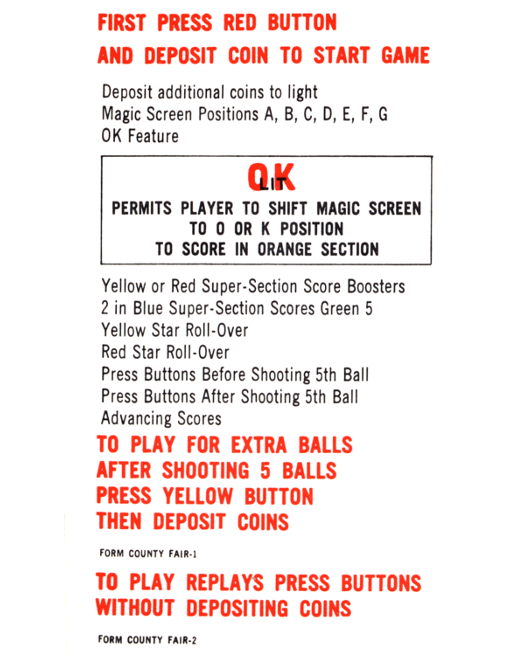 FIRST PRESS RED BUTTON
AND DEPOSIT COIN TO START GAME
Deposit additional coins to light
Magic Screen Positions A, B, C, D, E, F, G
OK Feature
OK
LIT
PERMITS PLAYER TO SHIFT MAGIC SCREEN
TO O OR K POSITION
TO SCORE IN ORANGE SECTION
Yellow or Red Super-Section Score Boosters
2 in Blue Super-Section Scores Green 5
Yellow Star Roll-Over
Red Star Roll-Over
Press Buttons Before Shooting 5th Ball
Press Buttons After Shooting 5th Ball
Advancing Scores
TO PLAY FOR EXTRA BALLS
AFTER SHOOTING 5 BALLS
PRESS YELLOW BUTTON
THEN DEPOSIT COINS
FORM COUNTY FAIR-1
TO PLAY REPLAYS PRESS BUTTONS
WITHOUT DEPOSITING COINS
FORM COUNTY FAIR-2